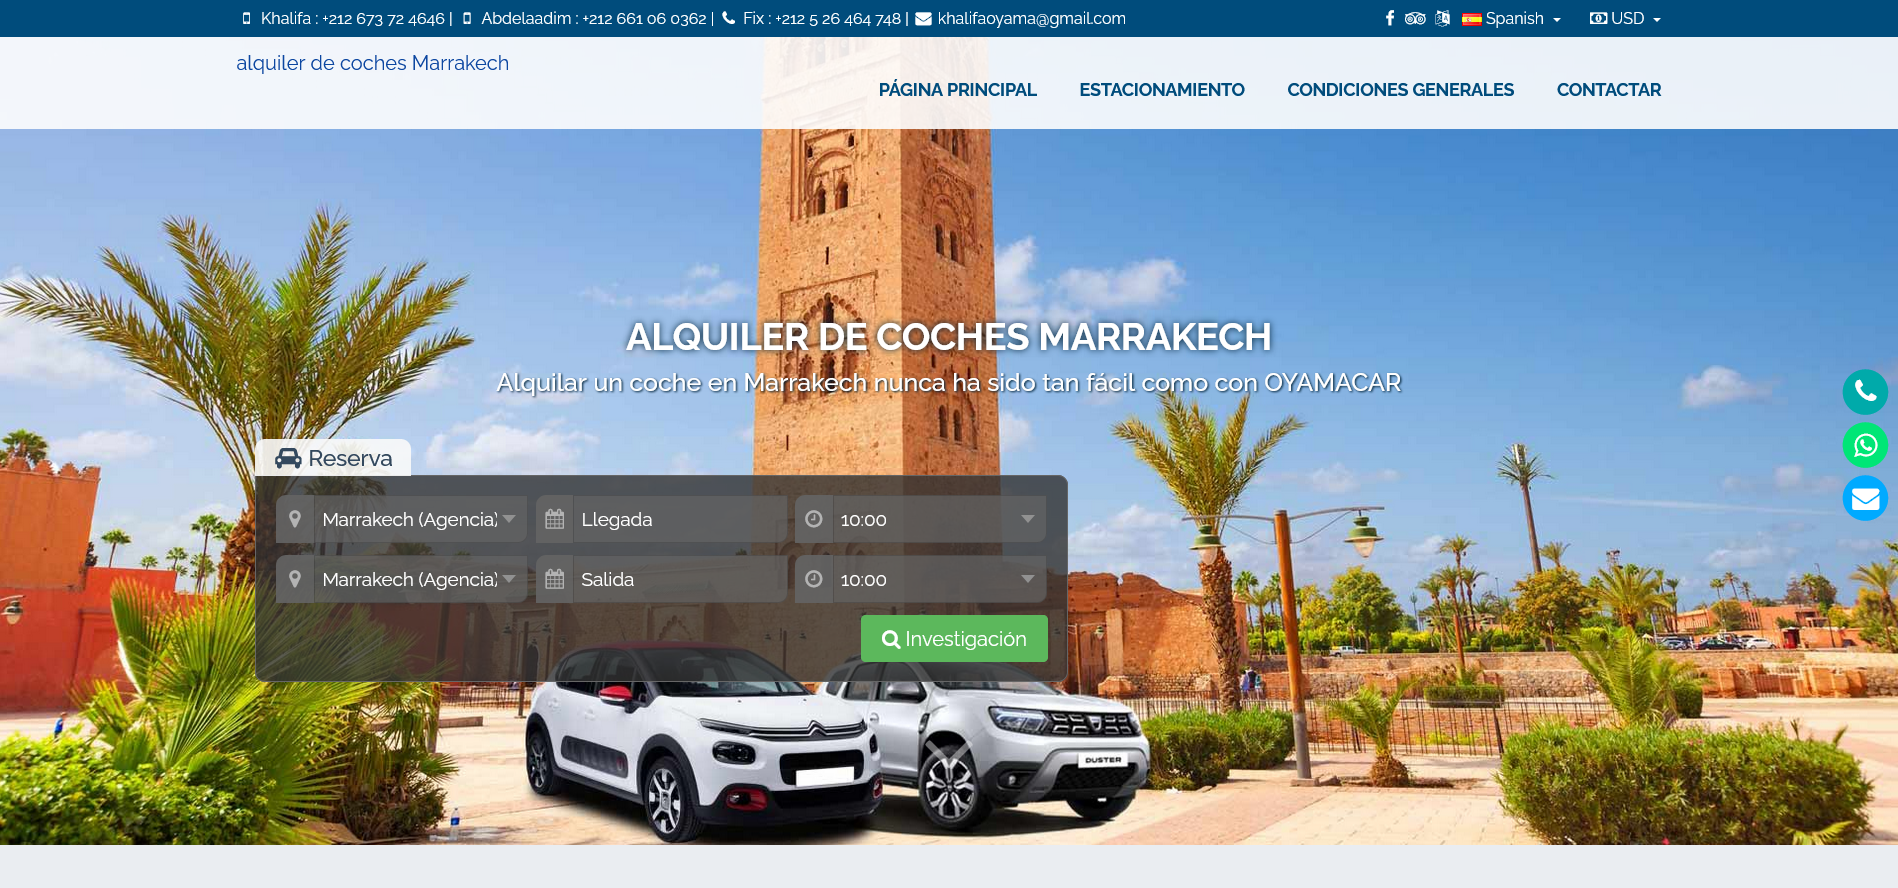 Khalifa : +212 673 72 4646 | Abdelaadim : +212 661 06 0362 | Fix : +212 5 26 464 748 | khalifaoyama@gmail.com Spanish USD
alquiler de coches Marrakech
PÁGINA PRINCIPAL ESTACIONAMIENTO CONDICIONES GENERALES CONTACTAR
ALQUILER DE COCHES MARRAKECH
Alquilar un coche en Marrakech nunca ha sido tan fácil como con OYAMACAR
Reserva
Marrakech (Agencia) Llegada 10:00
Marrakech (Agencia) Salida 10:00
Investigación
DUSTER